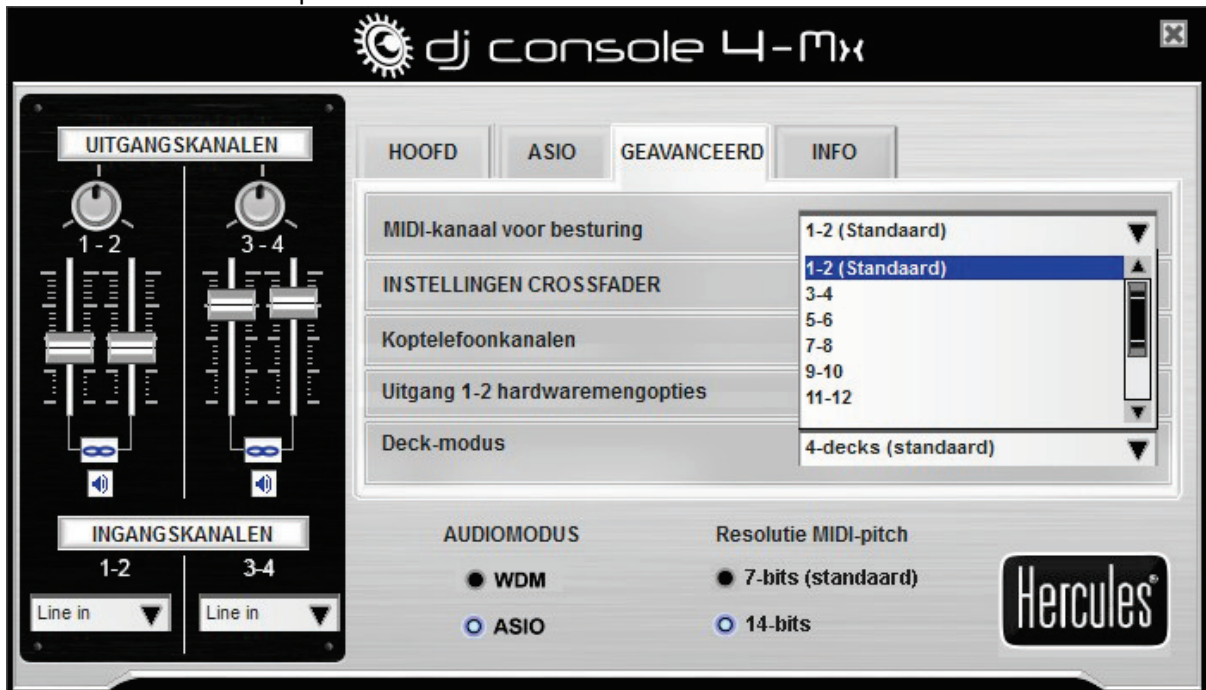 dj console 4-Mx
UITGANGSKANALEN
1 - 2
3 - 4
INGANGSKANALEN
1-2
3-4
Line in
Line in
HOOFD
ASIO
GEAVANCEERD
INFO
MIDI-kanaal voor besturing
1-2 (Standaard)
1-2 (Standaard)
3-4
5-6
7-8
9-10
11-12
INSTELLINGEN CROSSFADER
Koptelefoonkanalen
Uitgang 1-2 hardwaremengopties
Deck-modus
4-decks (standaard)
AUDIOMODUS
WDM
ASIO
Resolutie MIDI-pitch
7-bits (standaard)
14-bits
Hercules®